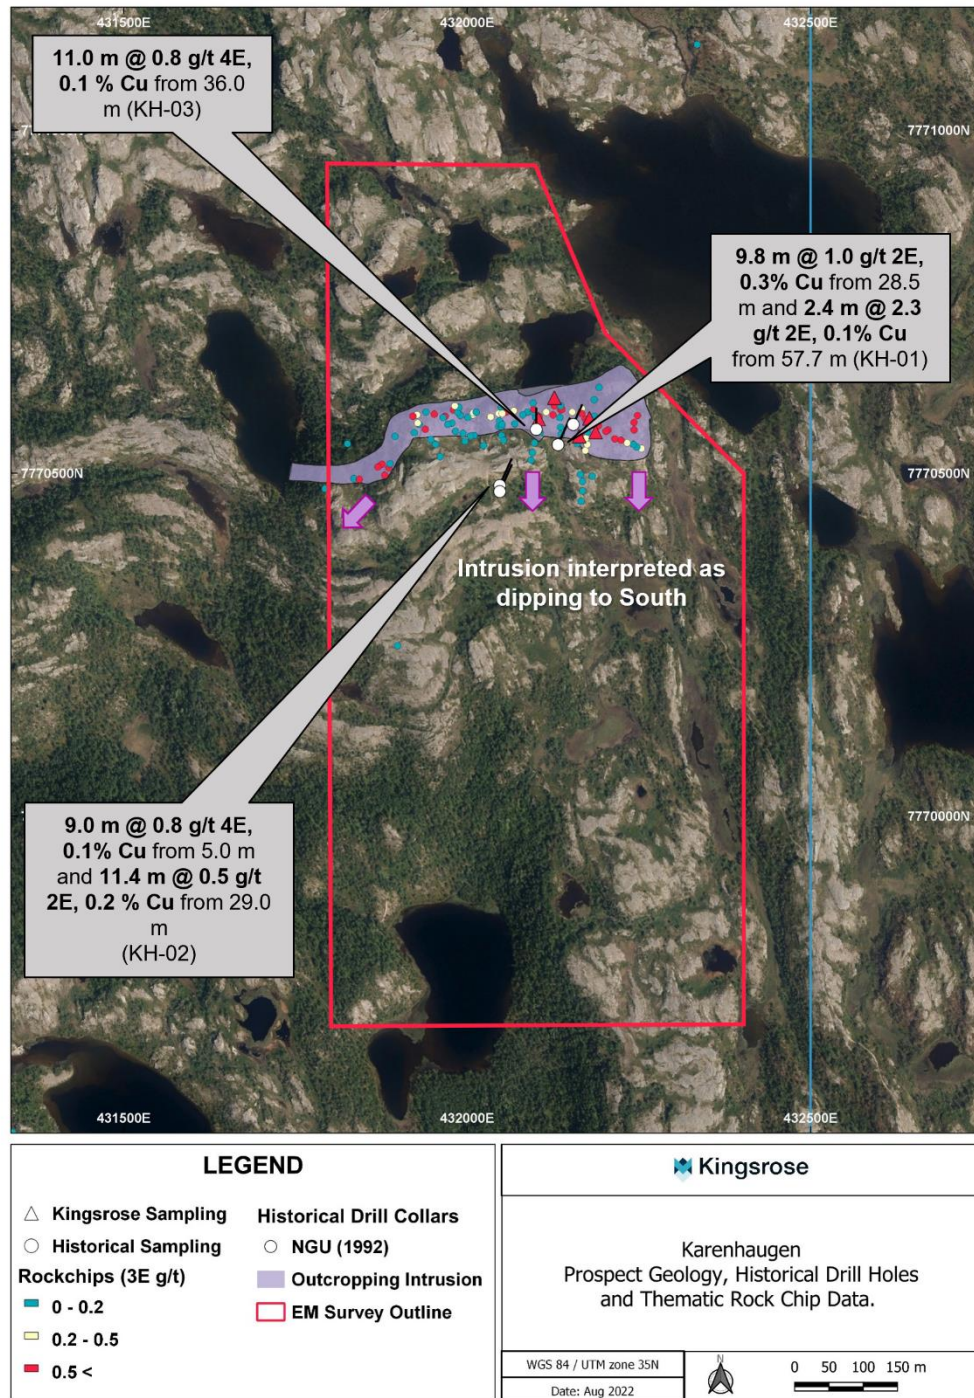 431500E
432000E
432500E
11.0 m @ 0.8 g/t 4E,
0.1 % Cu from 36.0
m (KH-03)
7771000N
9.8 m @ 1.0 g/t 2E,
0.3% Cu from 28.5
m and 2.4 m @ 2.3
g/t 2E, 0.1% Cu
from 57.7 m (KH-01)
7770500N
7770500N
Intrusion interpreted as
dipping to South
9.0 m @ 0.8 g/t 4E,
0.1% Cu from 5.0 m
and 11.4 m @ 0.5 g/t
2E, 0.2 % Cu from 29.0
m
(KH-02)
7770000N
431500E
432000E
432500E
LEGEND
Kingsrose Sampling
Historical Sampling
Rockchips (3E g/t)
0 - 0.2
0.2 - 0.5
0.5 <
Historical Drill Collars
NGU (1992)
Outcropping Intrusion
EM Survey Outline
Kingsrose
Karenhaugen
Prospect Geology, Historical Drill Holes
and Thematic Rock Chip Data.
WGS 84 / UTM zone 35N
Date: Aug 2022
N
0 50 100 150 m